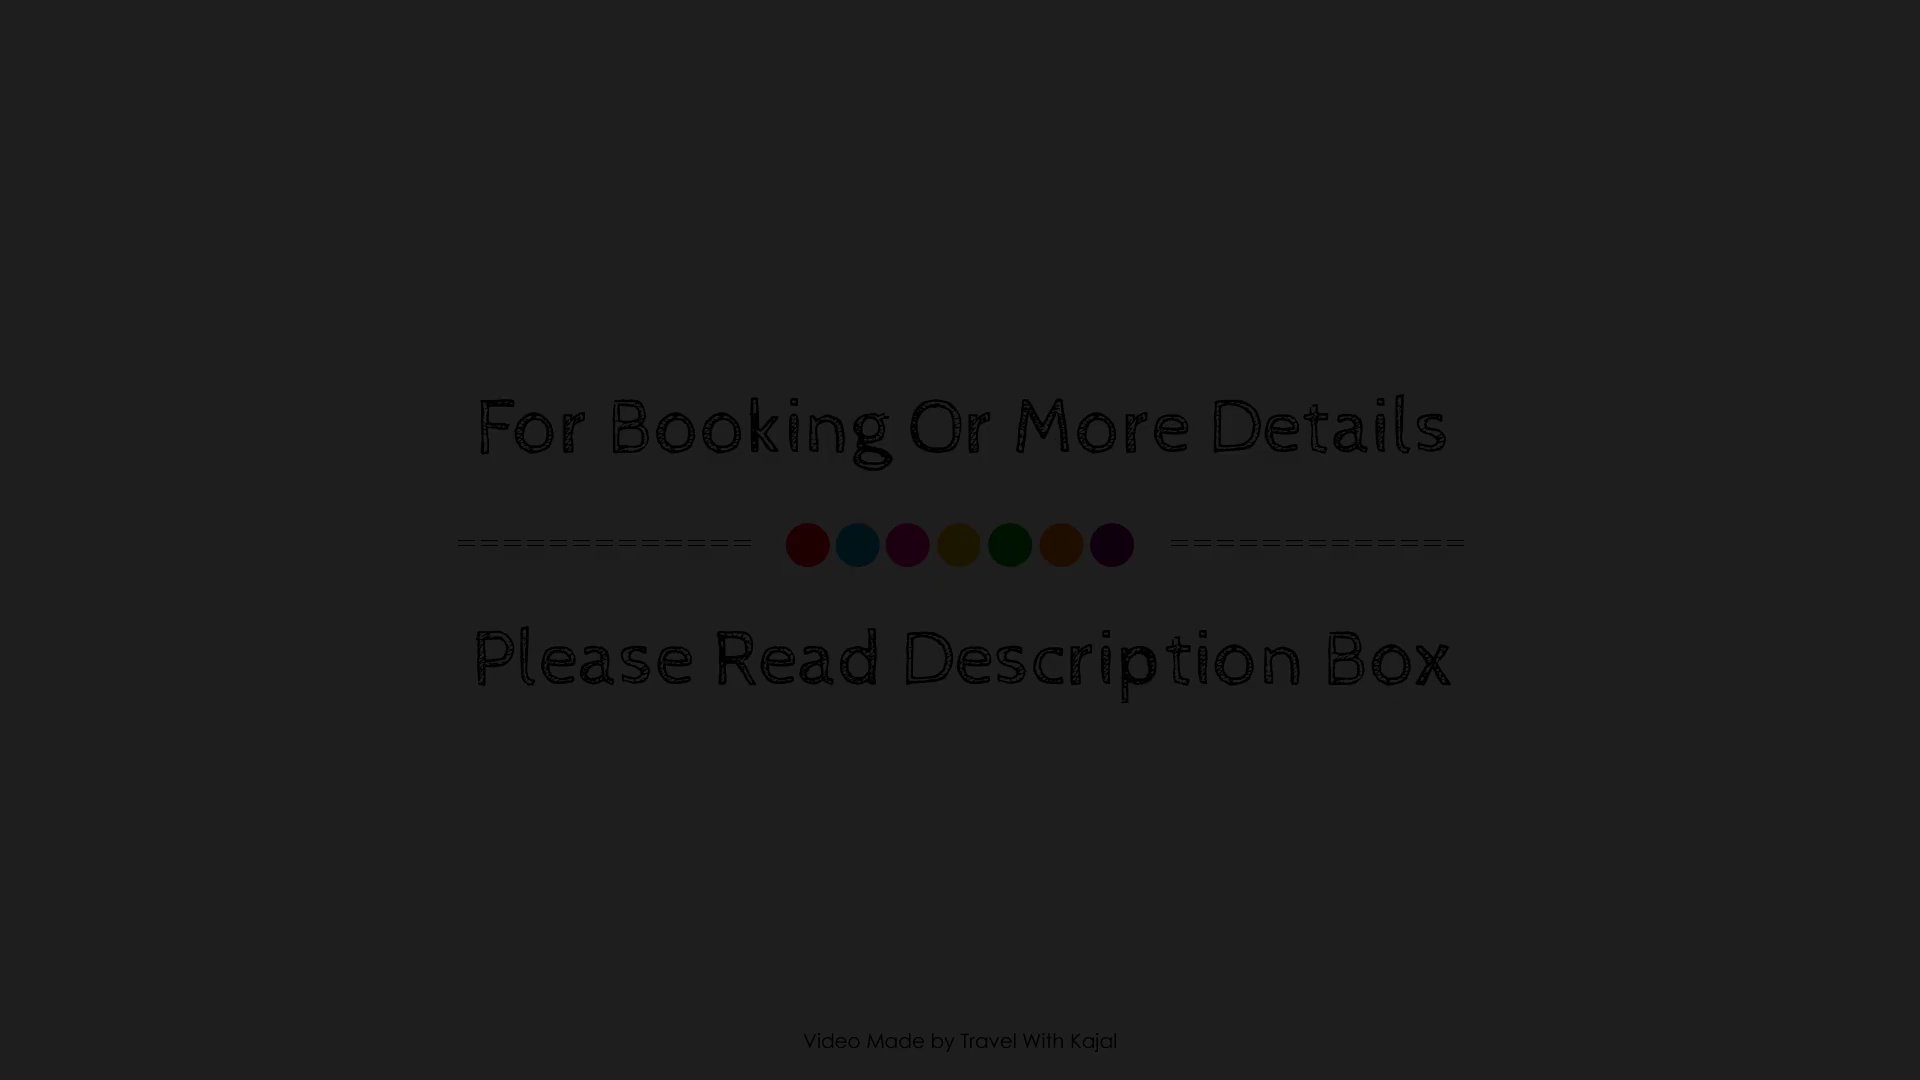 For Booking Or More Details
============= =============
Please Read Description Box
Video Made by Travel With Kajal